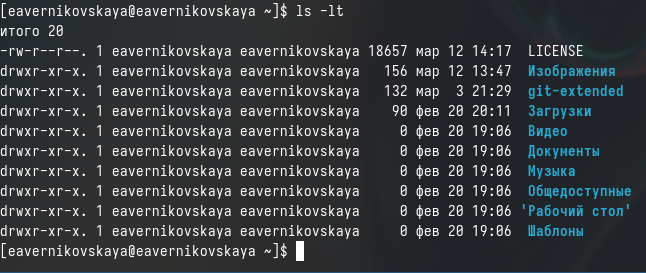 [eavernikovskaya@eavernikovskaya ~]$ ls -lt
итого 20
-rw-r--r--. 1 eavernikovskaya eavernikovskaya 18657 мар 12 14:17  LICENSE
drwxr-xr-x. 1 eavernikovskaya eavernikovskaya   156 мар 12 13:47  Изображения
drwxr-xr-x. 1 eavernikovskaya eavernikovskaya   132 мар  3 21:29  git-extended
drwxr-xr-x. 1 eavernikovskaya eavernikovskaya    90 фев 20 20:11  Загрузки
drwxr-xr-x. 1 eavernikovskaya eavernikovskaya     0 фев 20 19:06  Видео
drwxr-xr-x. 1 eavernikovskaya eavernikovskaya     0 фев 20 19:06  Документы
drwxr-xr-x. 1 eavernikovskaya eavernikovskaya     0 фев 20 19:06  Музыка
drwxr-xr-x. 1 eavernikovskaya eavernikovskaya     0 фев 20 19:06  Общедоступные
drwxr-xr-x. 1 eavernikovskaya eavernikovskaya     0 фев 20 19:06 'Рабочий стол'
drwxr-xr-x. 1 eavernikovskaya eavernikovskaya     0 фев 20 19:06  Шаблоны
[eavernikovskaya@eavernikovskaya ~]$